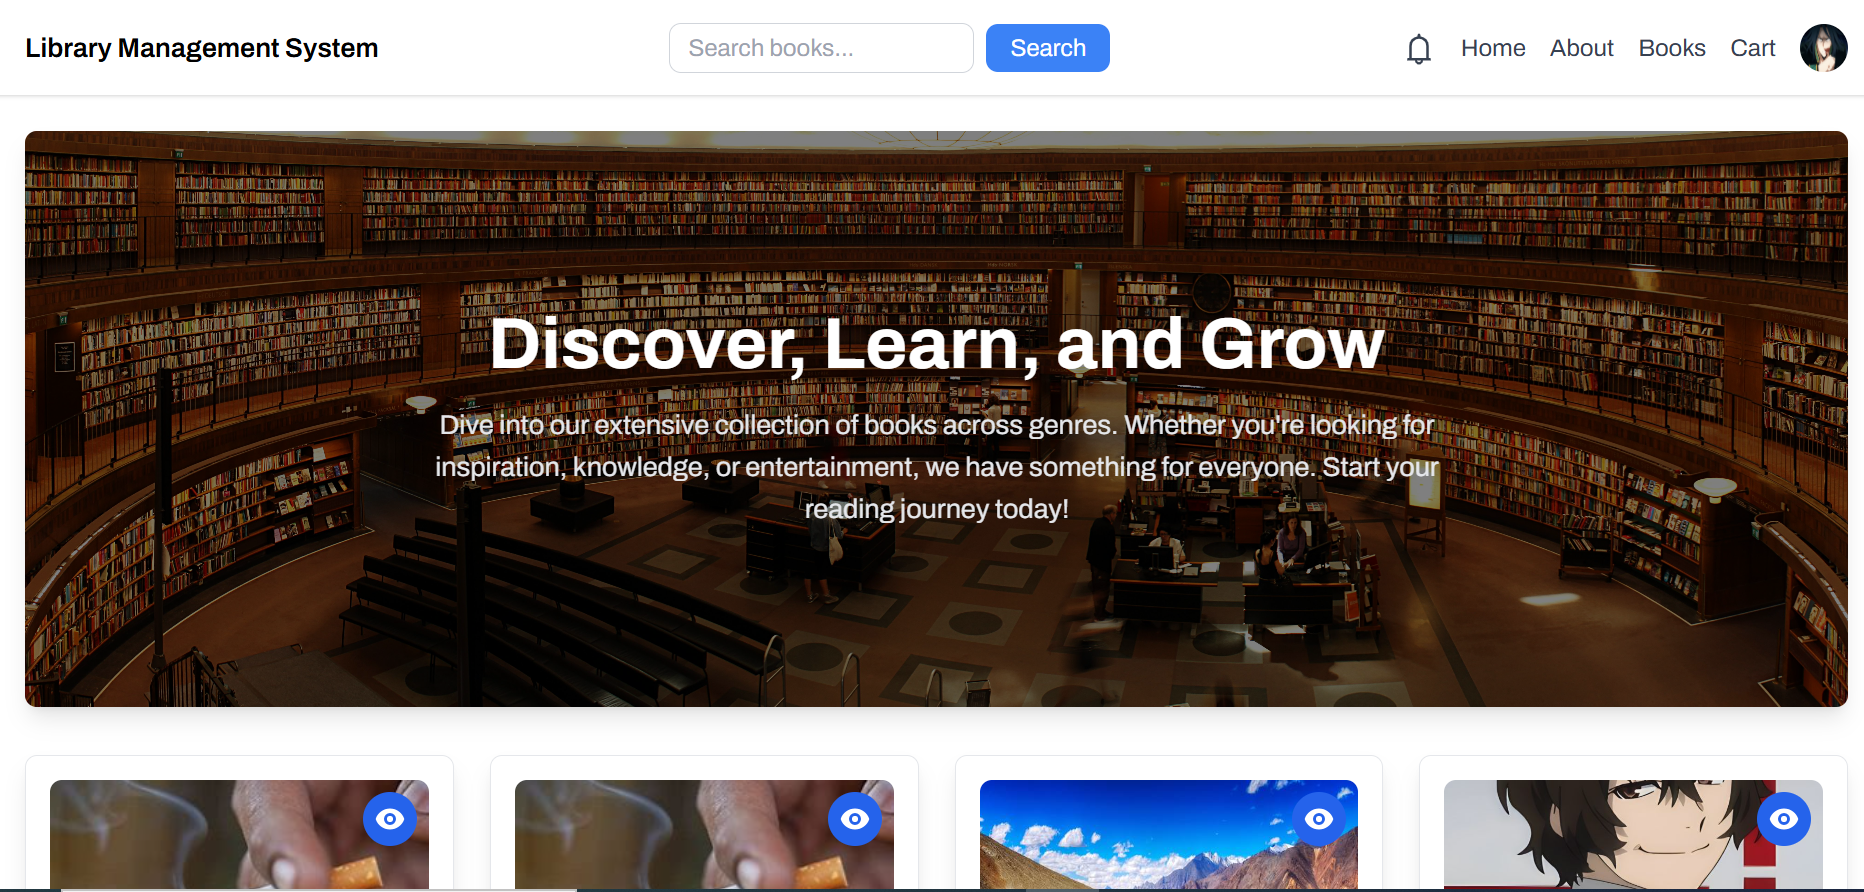 Library Management System
Search books...
Search
Home
About
Books
Cart
Discover, Learn, and Grow
Dive into our extensive collection of books across genres. Whether you're looking for
inspiration, knowledge, or entertainment, we have something for everyone. Start your
reading journey today!